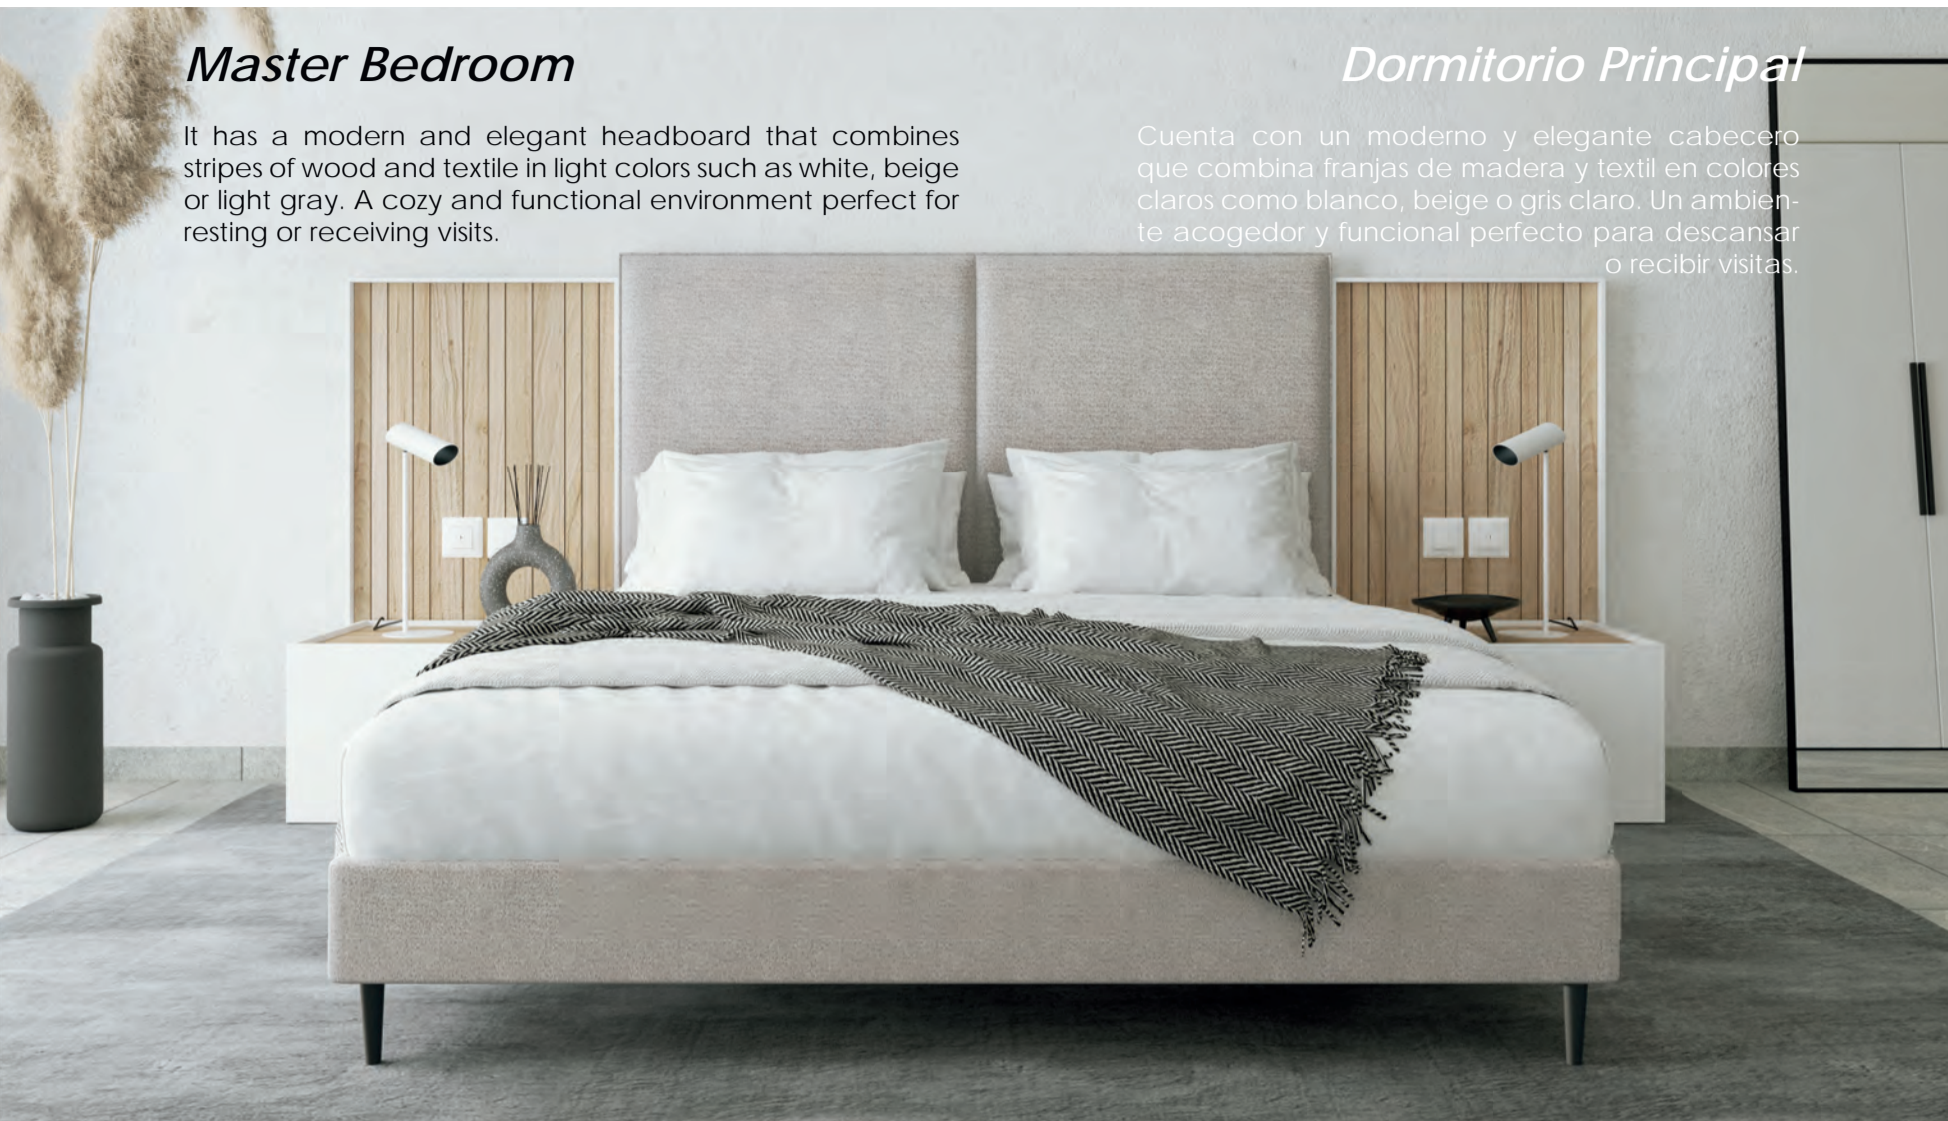 Master Bedroom
It has a modern and elegant headboard that combines
stripes of wood and textile in light colors such as white, beige
or light gray. A cozy and functional environment perfect for
resting or receiving visits.
Dormitorio Principal
Cuenta con un moderno y elegante cabecero
que combina franjas de madera y textil en colores
claros como blanco, beige o gris claro. Un ambien-
te acogedor y funcional perfecto para descansar
o recibir visitas.